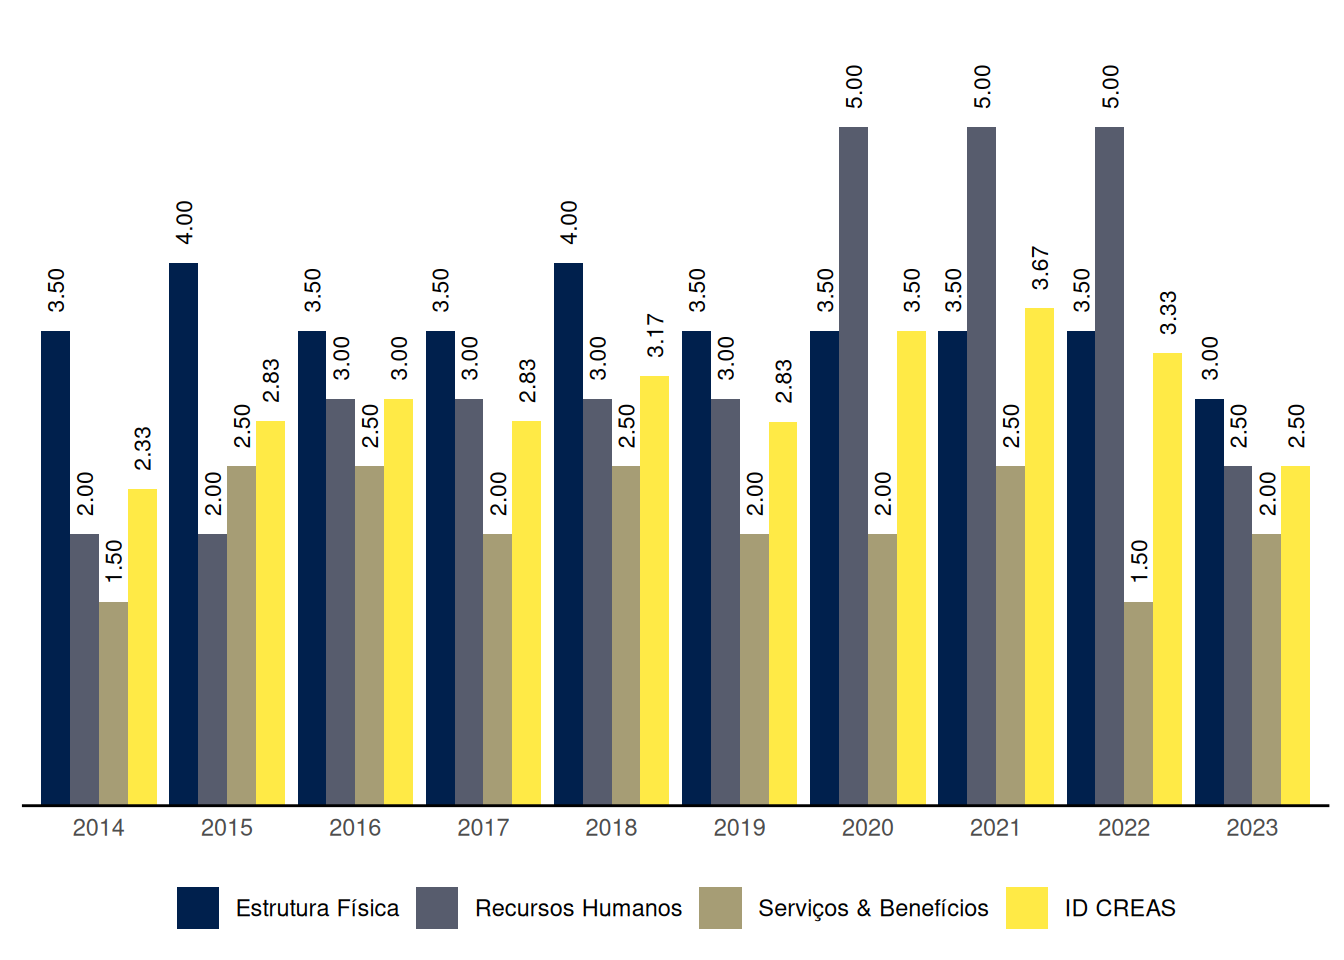 3.50 2.00 1.50 2.33
4.00 2.00 2.50 2.83
3.50 3.00 2.50 3.00
3.50 3.00 2.00 2.83
4.00 3.00 2.50 3.17
3.50 3.00 2.00 2.83
3.50 5.00 2.00 3.50
3.50 5.00 2.50 3.67
3.50 5.00 1.50 3.33
3.00 2.50 2.00 2.50
2014 2015 2016 2017 2018 2019 2020 2021 2022 2023
Estrutura Física Recursos Humanos Serviços & Benefícios ID CREAS